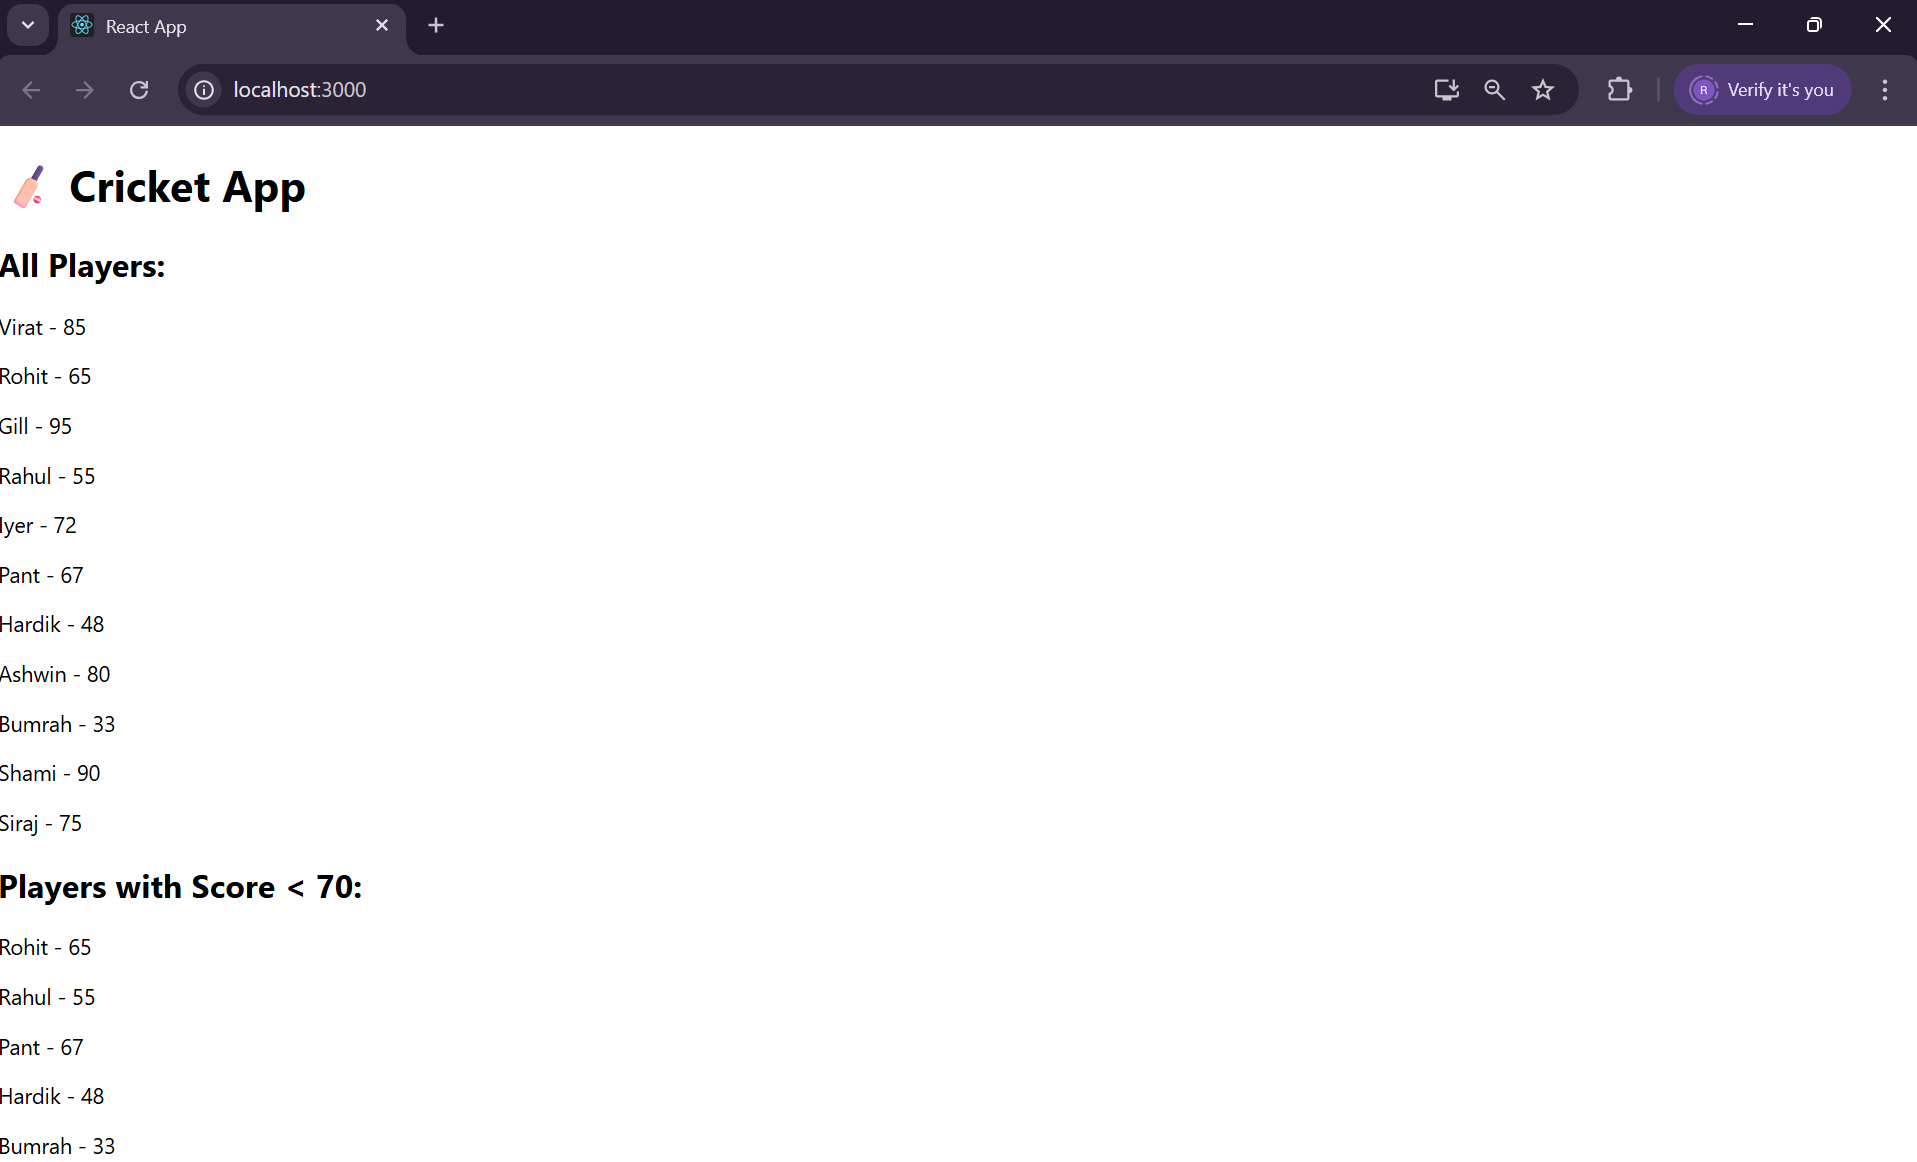 React App
localhost:3000
R
Verify it's you
Cricket App
All Players:
Virat - 85
Rohit - 65
Gill - 95
Rahul - 55
Iyer - 72
Pant - 67
Hardik - 48
Ashwin - 80
Bumrah - 33
Shami - 90
Siraj - 75
Players with Score < 70:
Rohit - 65
Rahul - 55
Pant - 67
Hardik - 48
Bumrah - 33